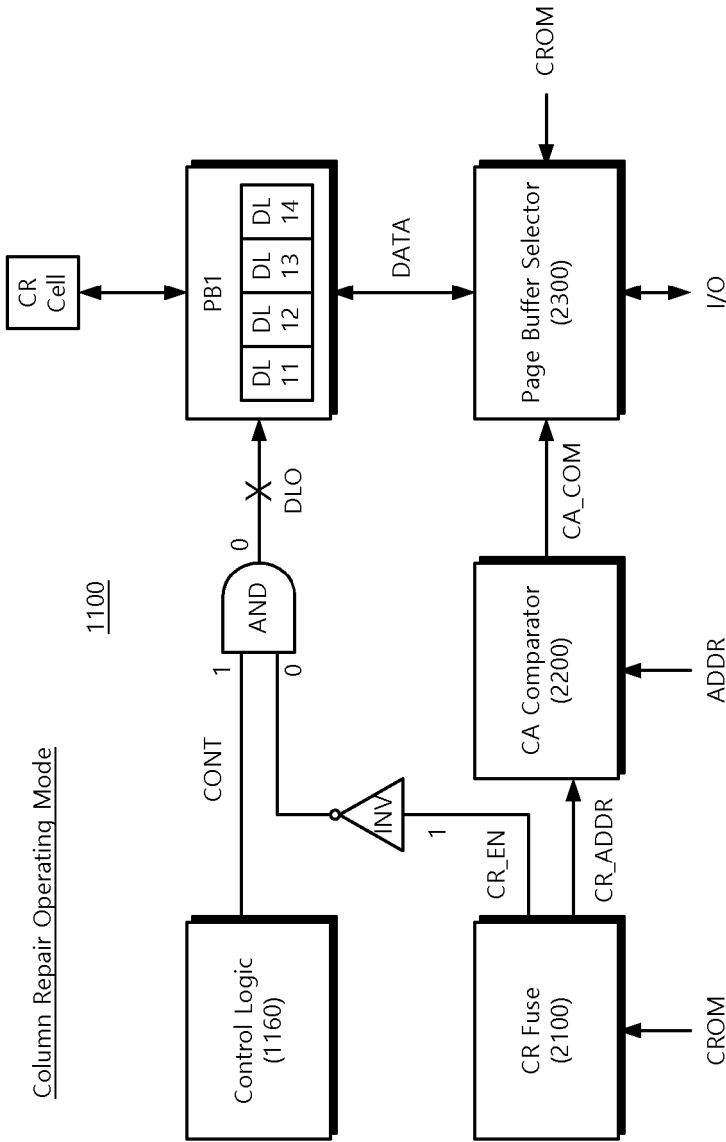 Column Repair Operating Mode
1100
Control Logic
(1160)
CONT
1
0
AND
0
DLO
PB1
DL
11
DL
12
DL
13
DL
14
CR
Cell
INV
1
CR_EN
DATA
CR Fuse
(2100)
CR_ADDR
CA Comparator
(2200)
CA_COM
Page Buffer Selector
(2300)
CROM
CROM
ADDR
I/O